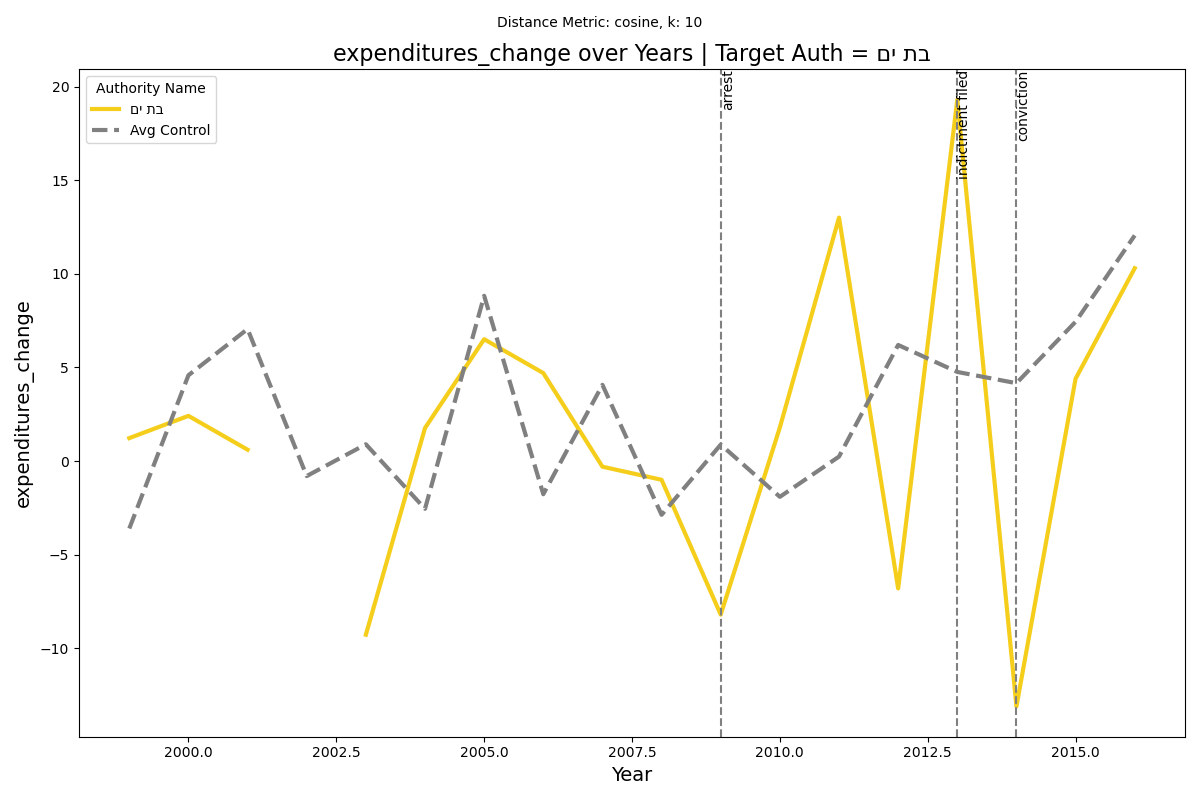 Distance Metric: cosine, k: 10
expenditures_change over Years | Target Auth = בת ים
Authority Name
בת ים
Avg Control
arrest
indictment filed
conviction
20
15
10
5
0
−5
−10
expenditures_change
2000.0
2002.5
2005.0
2007.5
2010.0
2012.5
2015.0
Year